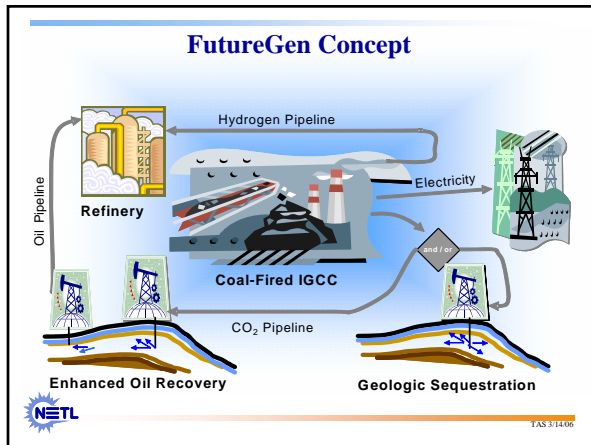 FutureGen Concept
Hydrogen Pipeline
Electricity
Oil Pipeline
Refinery
and / or
Coal-Fired IGCC
CO₂ Pipeline
Enhanced Oil Recovery
Geologic Sequestration
NETL
TAS 3/14/06